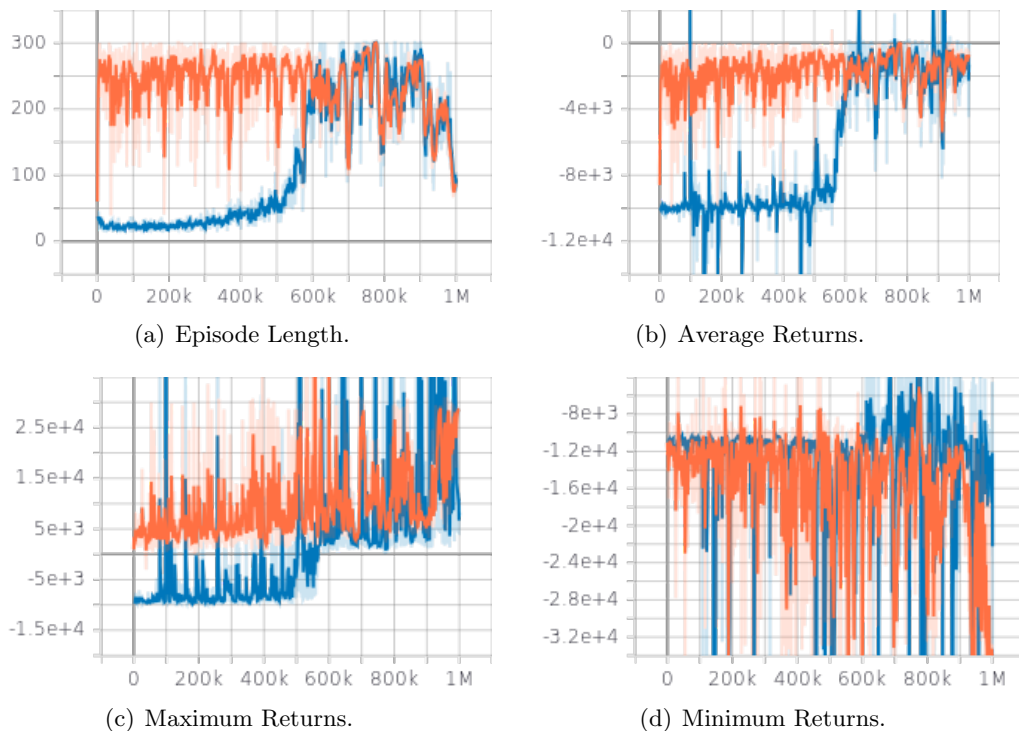 300
200
100
0
0 200k 400k 600k 800k 1M
(a) Episode Length.
0
-4e+3
-8e+3
-1.2e+4
0 200k 400k 600k 800k 1M
(b) Average Returns.
2.5e+4
1.5e+4
5e+3
-5e+3
-1.5e+4
0 200k 400k 600k 800k 1M
(c) Maximum Returns.
-8e+3
-1.2e+4
-1.6e+4
-2e+4
-2.4e+4
-2.8e+4
-3.2e+4
0 200k 400k 600k 800k 1M
(d) Minimum Returns.